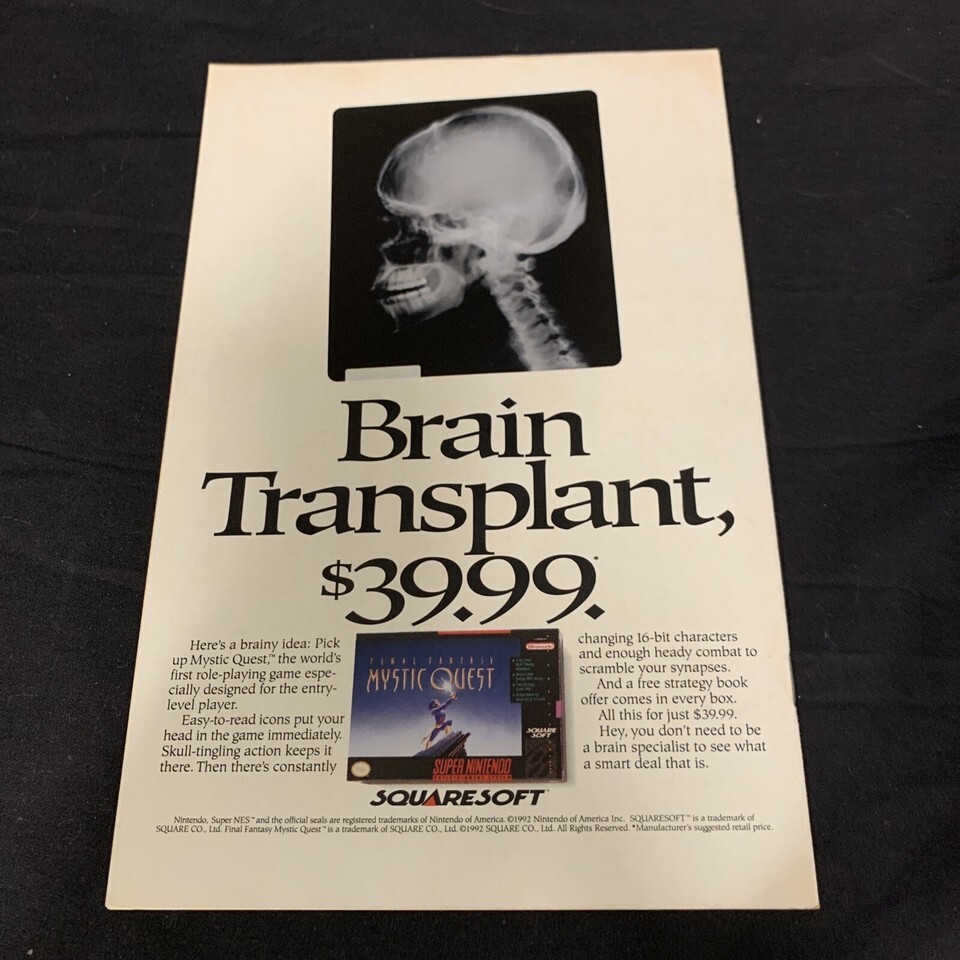 Brain
Transplant,
$39.99.*
Here's a brainy idea: Pick
up Mystic Quest,™ the world's
first role-playing game espe-
cially designed for the entry-
level player.
Easy-to-read icons put your
head in the game immediately.
Skull-tingling action keeps it
there. Then there's constantly
FINAL FANTASY
MYSTIC QUEST
Nintendo
SQUARE
SOFT
SUPER NINTENDO
ENTERTAINMENT SYSTEM
changing 16-bit characters
and enough heady combat to
scramble your synapses.
And a free strategy book
offer comes in every box.
All this for just $39.99.
Hey, you don't need to be
a brain specialist to see what
a smart deal that is.
SQUARESOFT™
Nintendo, Super NES™ and the official seals are registered trademarks of Nintendo of America. ©1992 Nintendo of America Inc. SQUARESOFT™ is a trademark of
SQUARE CO., Ltd. Final Fantasy Mystic Quest™ is a trademark of SQUARE CO., Ltd. ©1992 SQUARE CO., Ltd. All Rights Reserved. *Manufacturer's suggested retail price.